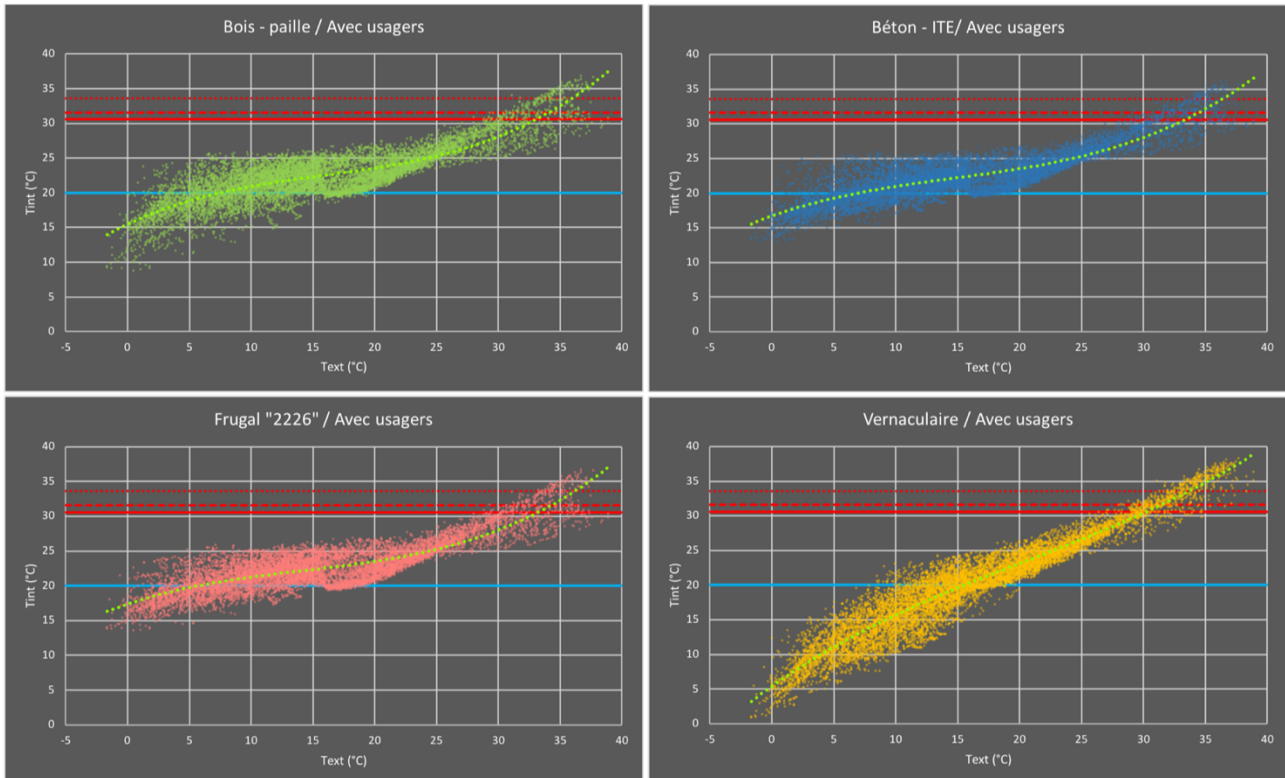 Bois - paille / Avec usagers
40
35
30
25
20
15
10
5
0
Tint (°C)
-5 0 5 10 15 20 25 30 35 40
Text (°C)
Béton - ITE/ Avec usagers
40
35
30
25
20
15
10
5
0
Tint (°C)
-5 0 5 10 15 20 25 30 35 40
Text (°C)
Frugal "2226" / Avec usagers
40
35
30
25
20
15
10
5
0
Tint (°C)
-5 0 5 10 15 20 25 30 35 40
Text (°C)
Vernaculaire / Avec usagers
40
35
30
25
20
15
10
5
0
Tint (°C)
-5 0 5 10 15 20 25 30 35 40
Text (°C)